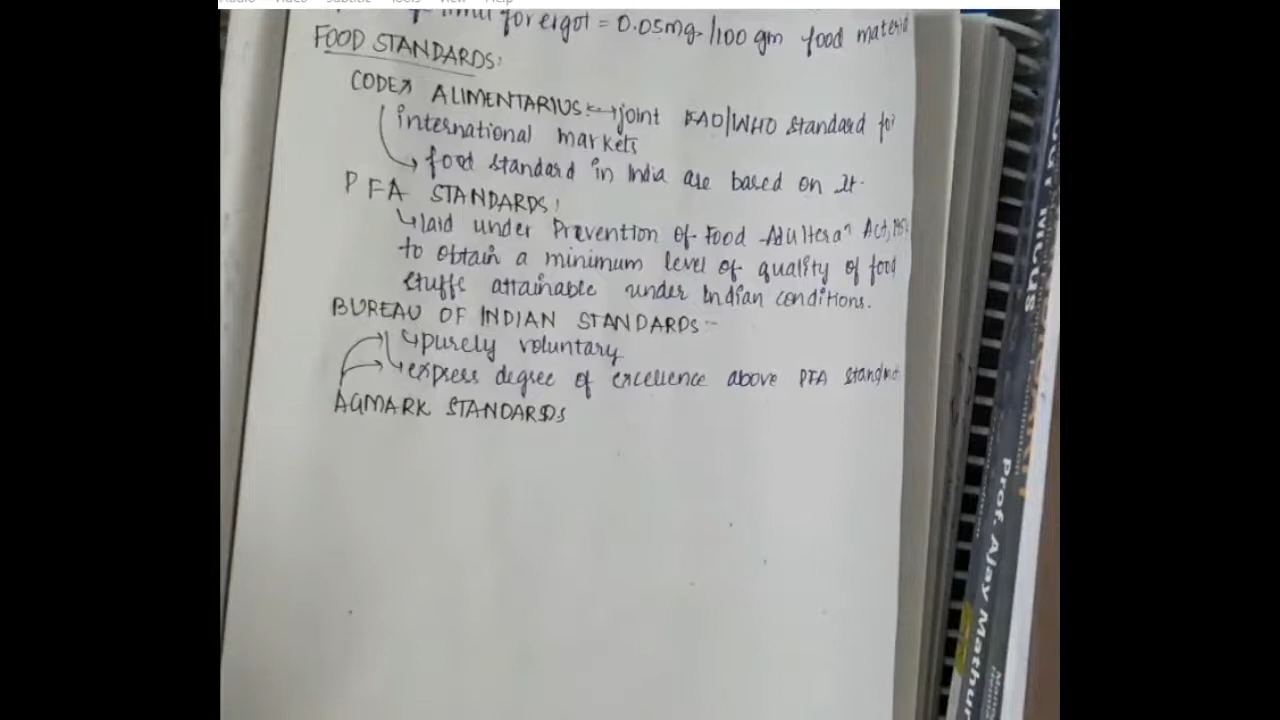 limit for ergot = 0.05mg /100 gm food material
FOOD STANDARDS:
CODEX ALIMENTARIUS: joint FAO/WHO standard for
international markets
food standard in India are based on It.
PFA STANDARDS:
laid under Prevention of Food Adulteraⁿ Act,
to obtain a minimum level of quality of food
stuffs attainable under Indian conditions.
BUREAU OF INDIAN STANDARDS:-
purely voluntary
express degree of excellence above PFA standard
AGMARK STANDARDS
Prof. Ajay Mathur